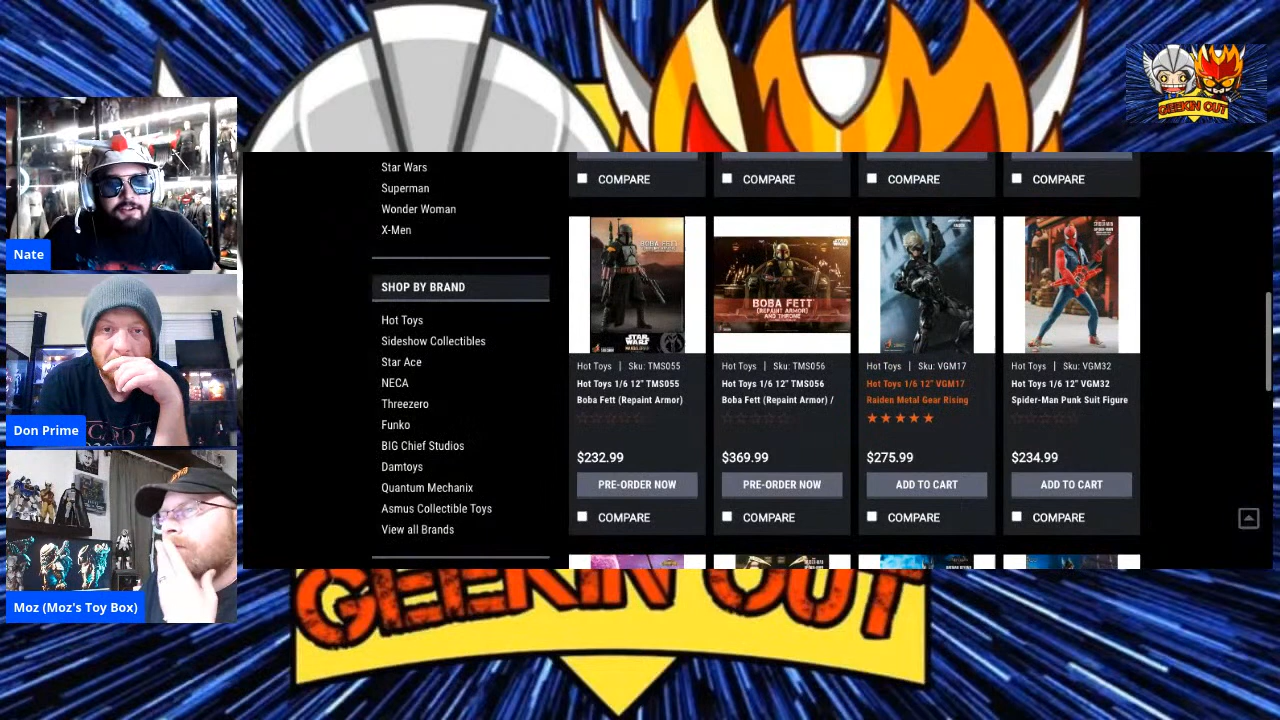 GEEKIN OUT
Nate
Don Prime
Moz (Moz's Toy Box)
Star Wars
Superman
Wonder Woman
X-Men
SHOP BY BRAND
Hot Toys
Sideshow Collectibles
Star Ace
NECA
Threezero
Funko
BIG Chief Studios
Damtoys
Quantum Mechanix
Asmus Collectible Toys
View all Brands
COMPARE
COMPARE
COMPARE
COMPARE
BOBA FETT
STAR WARS
BOBA FETT
(REPAINT ARMOR)
AND THRONE
Hot Toys | Sku: TMS055
Hot Toys 1/6 12" TMS055
Boba Fett (Repaint Armor)
$232.99
PRE-ORDER NOW
COMPARE
Hot Toys | Sku: TMS056
Hot Toys 1/6 12" TMS056
Boba Fett (Repaint Armor) /
$369.99
PRE-ORDER NOW
COMPARE
Hot Toys | Sku: VGM17
Hot Toys 1/6 12" VGM17
Raiden Metal Gear Rising
$275.99
ADD TO CART
COMPARE
Hot Toys | Sku: VGM32
Hot Toys 1/6 12" VGM32
Spider-Man Punk Suit Figure
$234.99
ADD TO CART
COMPARE
GEEKIN OUT